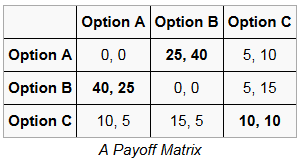 Option A Option B Option C
Option A 0, 0 25, 40 5, 10
Option B 40, 25 0, 0 5, 15
Option C 10, 5 15, 5 10, 10
A Payoff Matrix